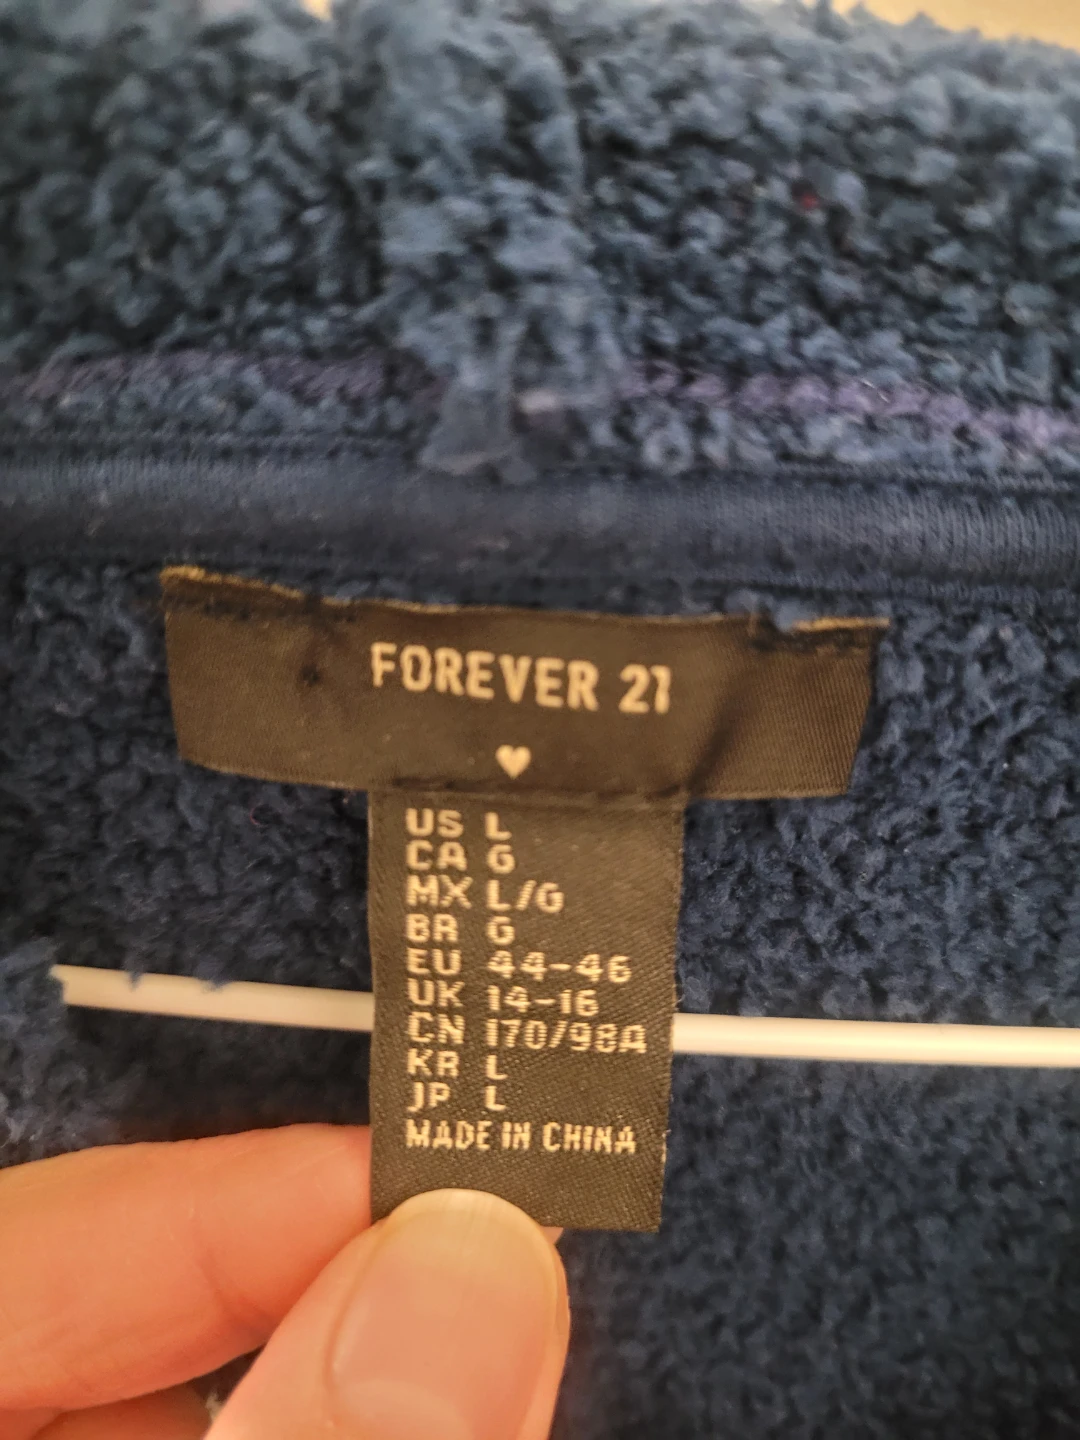 FOREVER 21
US L
CA G
MX L/G
BR G
EU 44-46
UK 14-16
CN 170/98A
KR L
JP L
MADE IN CHINA